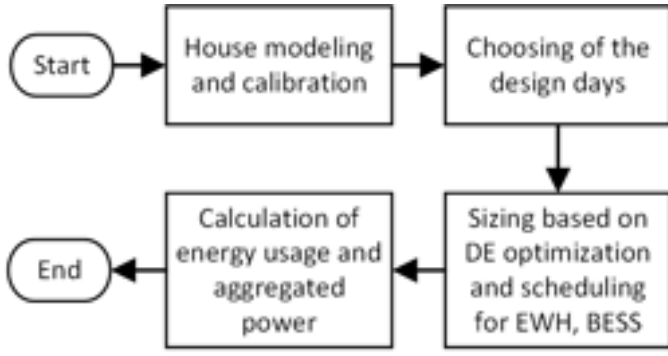 Start
House modeling
and calibration
Choosing of the
design days
Sizing based on
DE optimization
and scheduling
for EWH, BESS
Calculation of
energy usage and
aggregated
power
End